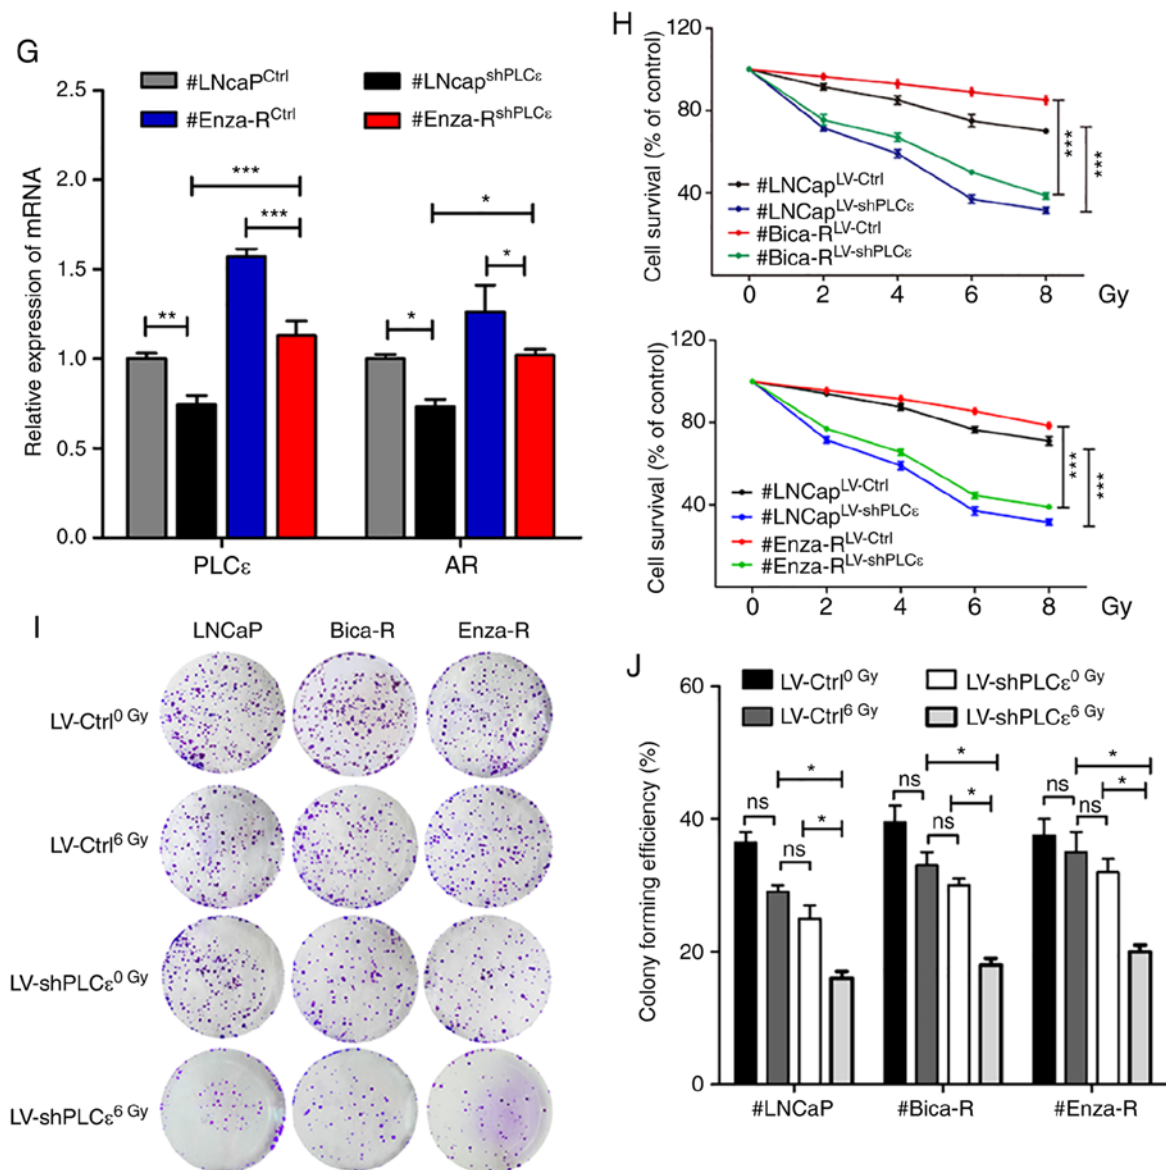 G
#LNcaP^Ctrl
#LNcap^shPLCε
#Enza-R^Ctrl
#Enza-R^shPLCε
Relative expression of mRNA
2.5
2.0
1.5
1.0
0.5
0.0
***
***
**
*
*
*
PLCε
AR
H
Cell survival (% of control)
120
80
40
#LNCap^LV-Ctrl
#LNCap^LV-shPLCε
#Bica-R^LV-Ctrl
#Bica-R^LV-shPLCε
***
***
0 2 4 6 8 Gy
Cell survival (% of control)
120
80
40
#LNCap^LV-Ctrl
#LNCap^LV-shPLCε
#Enza-R^LV-Ctrl
#Enza-R^LV-shPLCε
***
***
0 2 4 6 8 Gy
I
LNCaP Bica-R Enza-R
LV-Ctrl^0 Gy
LV-Ctrl^6 Gy
LV-shPLCε^0 Gy
LV-shPLCε^6 Gy
J
LV-Ctrl^0 Gy
LV-shPLCε^0 Gy
LV-Ctrl^6 Gy
LV-shPLCε^6 Gy
Colony forming efficiency (%)
60
40
20
0
ns
*
*
ns
ns
*
*
ns
ns
*
*
ns
#LNCaP #Bica-R #Enza-R